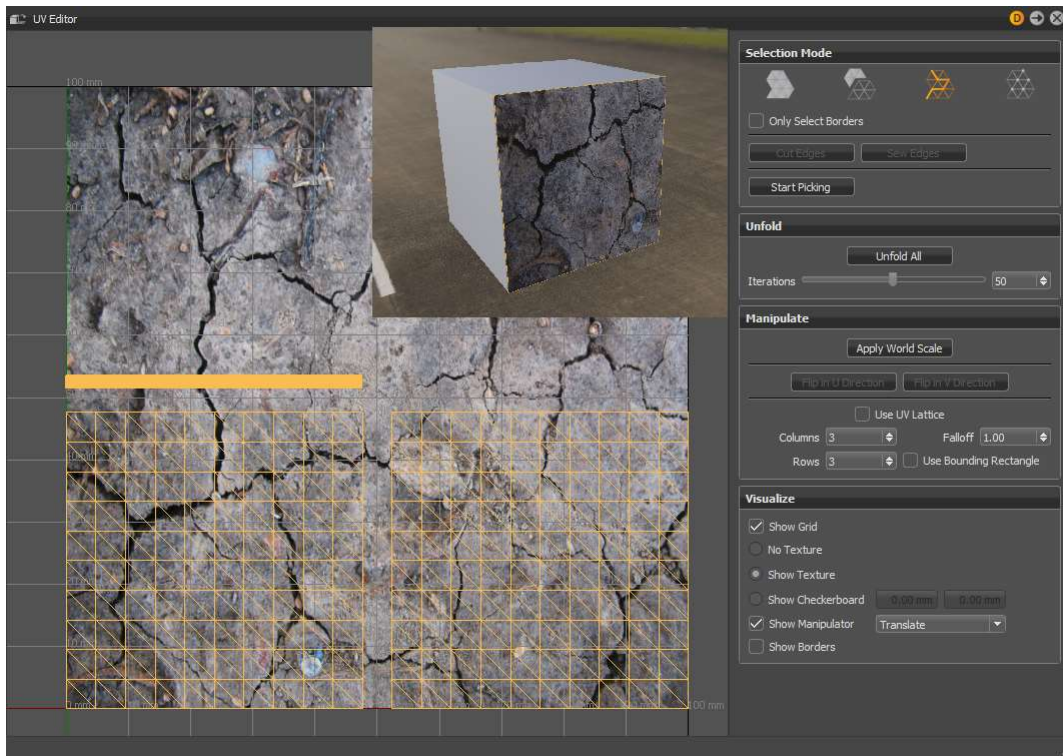 UV Editor
D
Selection Mode
Only Select Borders
Cut Edges
Sew Edges
Start Picking
Unfold
Unfold All
Iterations
50
Manipulate
Apply World Scale
Flip in U Direction
Flip in V Direction
Use UV Lattice
Columns 3
Falloff 1.00
Rows 3
Use Bounding Rectangle
Visualize
Show Grid
No Texture
Show Texture
Show Checkerboard 0.00 mm 0.00 mm
Show Manipulator Translate
Show Borders
100 mm
0 mm
100 mm